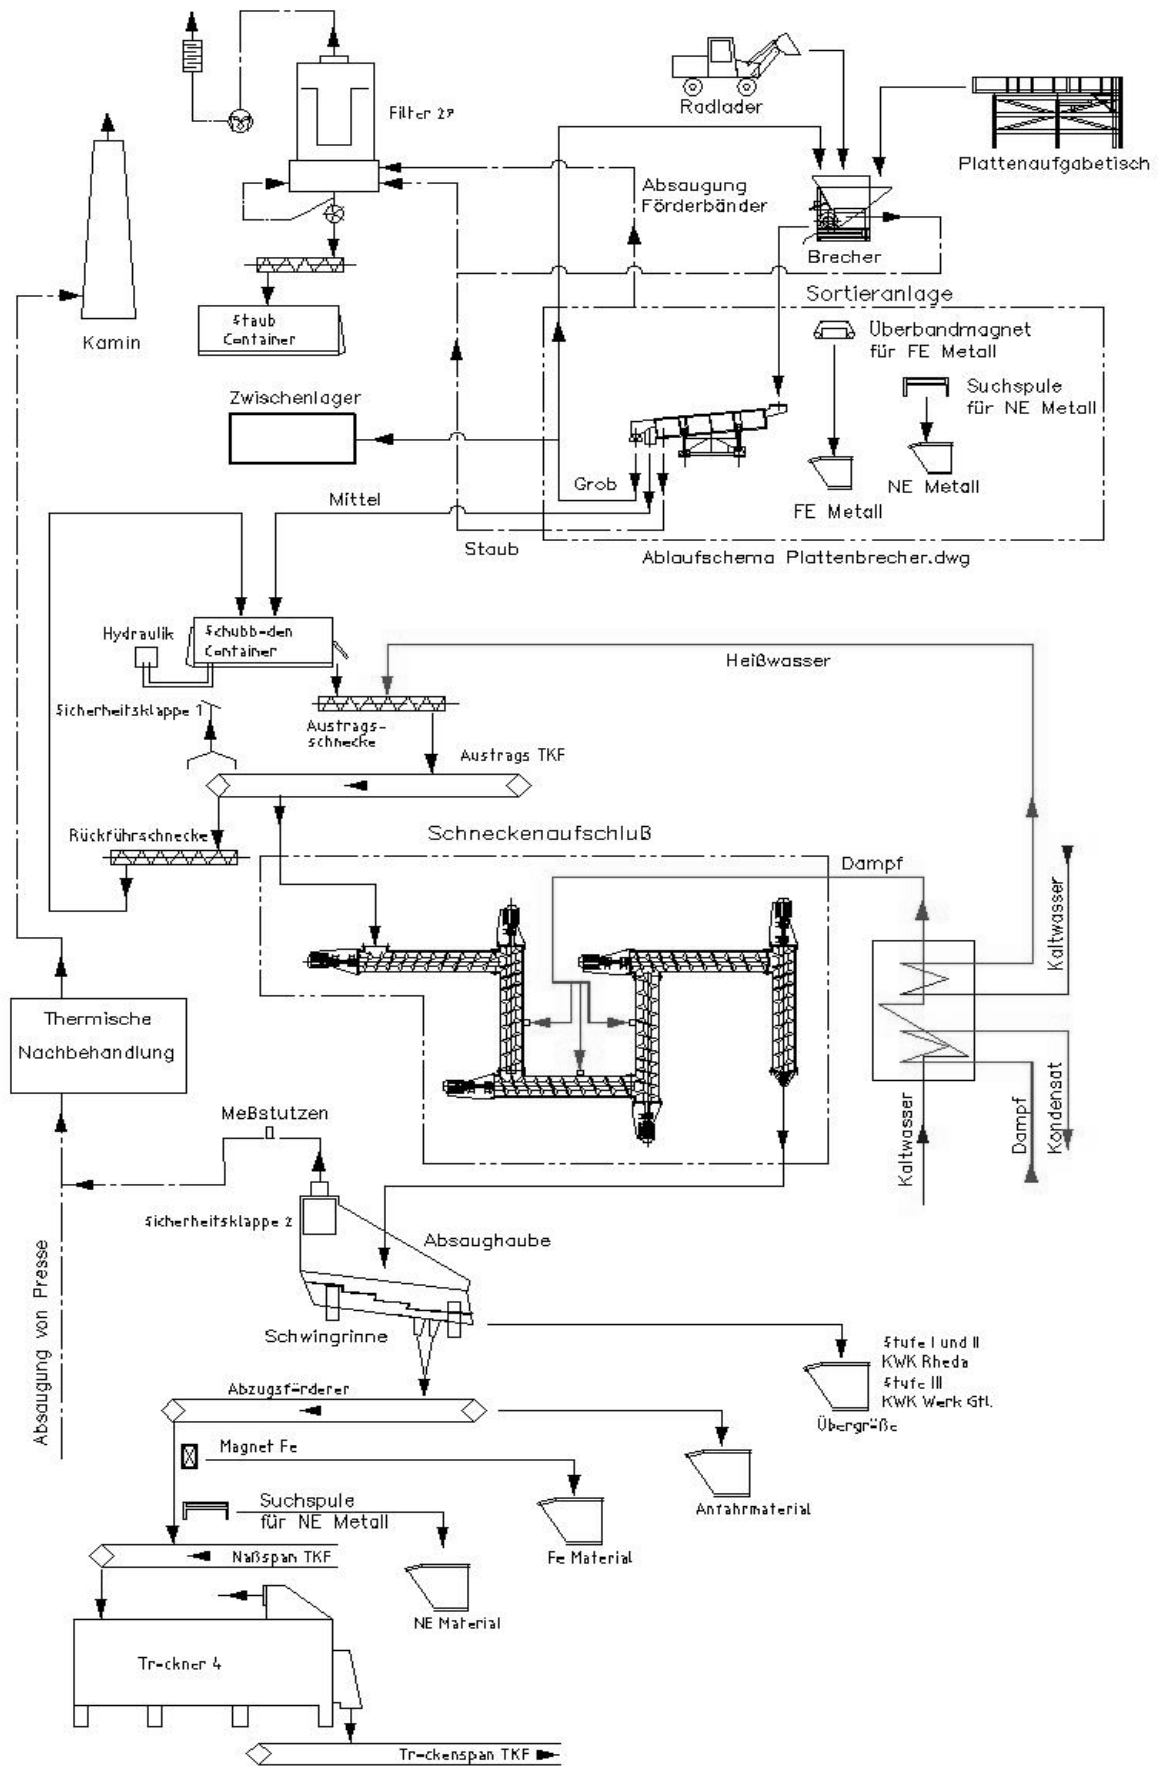 Filter 29
Radlader
Plattenaufgabetisch
Absaugung
Förderbänder
Brecher
Sortieranlage
Kamin
Staub
Container
Überbandmagnet
für FE Metall
Suchspule
für NE Metall
Zwischenlager
Grob
NE Metall
Mittel
FE Metall
Staub
Ablaufschema Plattenbrecher.dwg
Hydraulik
Schubboden
Container
Heißwasser
Sicherheitsklappe 1
Austrags-
schnecke
Austrags TKF
Rückführschnecke
Schneckenaufschluß
Dampf
Kaltwasser
Thermische
Nachbehandlung
Kaltwasser
Dampf
Kondensat
Meßstutzen
Sicherheitsklappe 2
Absaughaube
Absaugung von Presse
Schwingrinne
Stufe I und II
KWK Rheda
Stufe III
KWK Werk Gtl.
Übergröße
Abzugsförderer
Magnet Fe
Anfahrmaterial
Suchspule
für NE Metall
Fe Material
Naßspan TKF
NE Material
Trockner 4
Trockenspan TKF